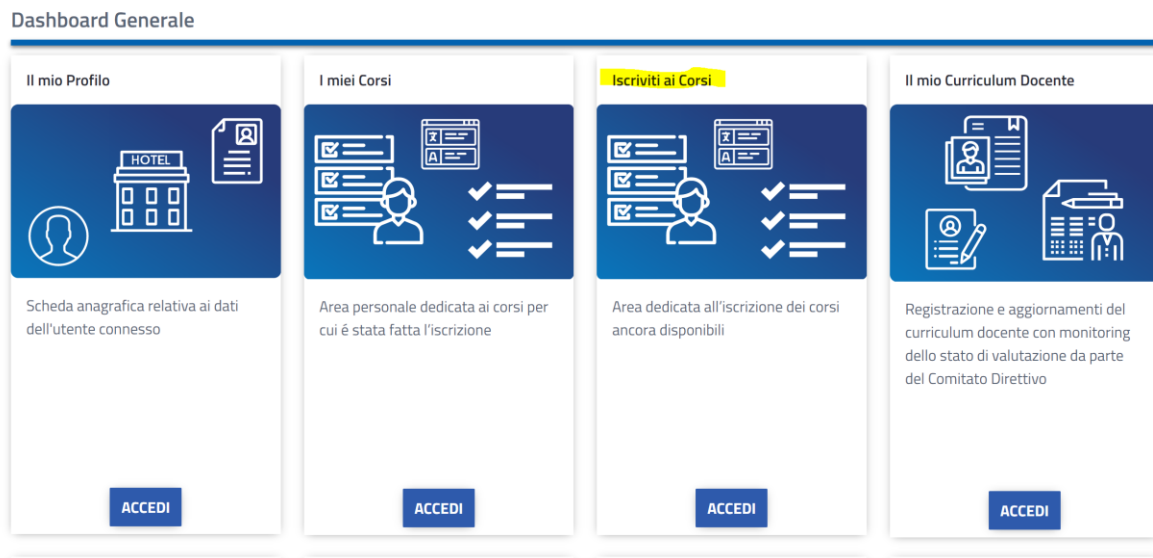 Dashboard Generale
Il mio Profilo
HOTEL
Scheda anagrafica relativa ai dati
dell'utente connesso
ACCEDI
I miei Corsi
A
Area personale dedicata ai corsi per
cui é stata fatta l'iscrizione
ACCEDI
Iscriviti ai Corsi
A
Area dedicata all'iscrizione dei corsi
ancora disponibili
ACCEDI
Il mio Curriculum Docente
Registrazione e aggiornamenti del
curriculum docente con monitoring
dello stato di valutazione da parte
del Comitato Direttivo
ACCEDI